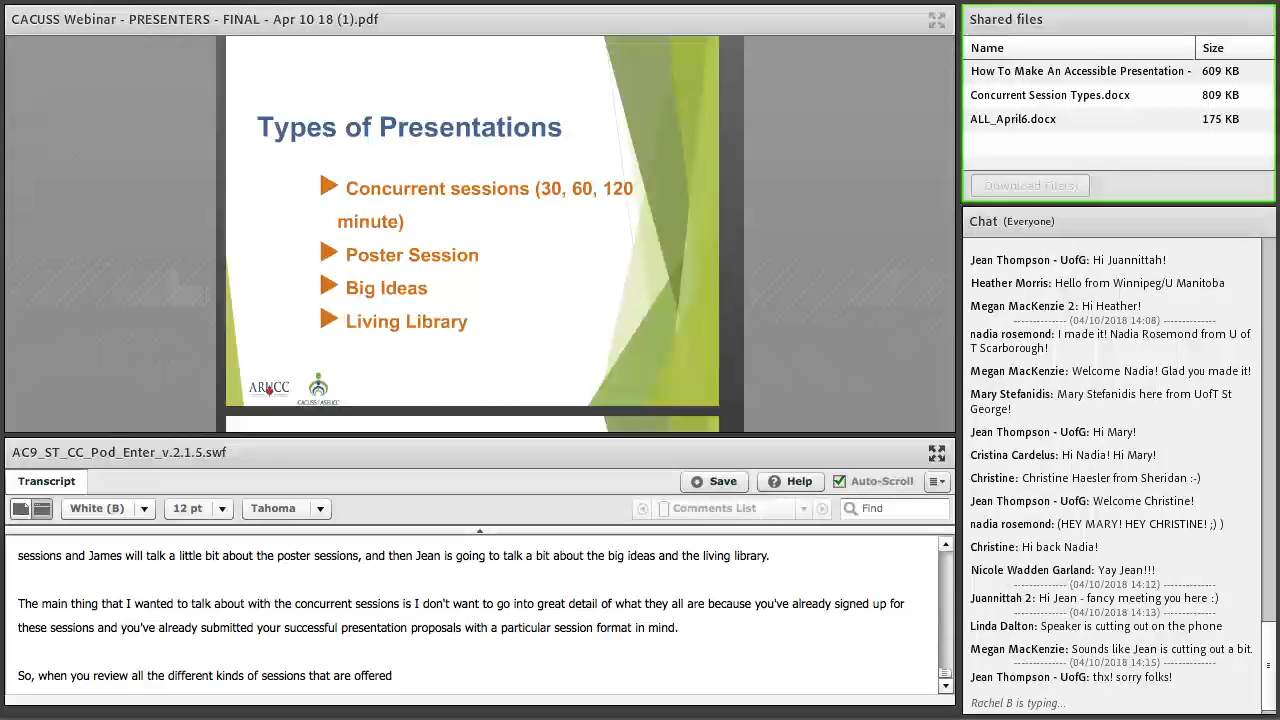 CACUSS Webinar - PRESENTERS - FINAL - Apr 10 18 (1).pdf
Types of Presentations
Concurrent sessions (30, 60, 120
minute)
Poster Session
Big Ideas
Living Library
ARUCC
CACUSS
AC9_ST_CC_Pod_Enter_v.2.1.5.swf
Transcript
Save
Help
Auto-Scroll
White (B)
12 pt
Tahoma
Comments List
Find
sessions and James will talk a little bit about the poster sessions, and then Jean is going to talk a bit about the big ideas and the living library.
The main thing that I wanted to talk about with the concurrent sessions is I don't want to go into great detail of what they all are because you've already signed up for
these sessions and you've already submitted your successful presentation proposals with a particular session format in mind.
So, when you review all the different kinds of sessions that are offered
Shared files
Name Size
How To Make An Accessible Presentation - 609 KB
Concurrent Session Types.docx 809 KB
ALL_April6.docx 175 KB
Download File(s)
Chat (Everyone)
Jean Thompson - UofG: Hi Juannittah!
Heather Morris: Hello from Winnipeg/U Manitoba
Megan MacKenzie 2: Hi Heather!
-------------- (04/10/2018 14:08) --------------
nadia rosemond: I made it! Nadia Rosemond from U of
T Scarborough!
Megan MacKenzie: Welcome Nadia! Glad you made it!
Mary Stefanidis: Mary Stefanidis here from UofT St
George!
Jean Thompson - UofG: Hi Mary!
Cristina Cardelus: Hi Nadia! Hi Mary!
Christine: Christine Haesler from Sheridan :-)
Jean Thompson - UofG: Welcome Christine!
nadia rosemond: (HEY MARY! HEY CHRISTINE! ;) )
Christine: Hi back Nadia!
Nicole Wadden Garland: Yay Jean!!!
-------------- (04/10/2018 14:12) --------------
Juannittah 2: Hi Jean - fancy meeting you here :)
-------------- (04/10/2018 14:13) --------------
Linda Dalton: Speaker is cutting out on the phone
Megan MacKenzie: Sounds like Jean is cutting out a bit.
-------------- (04/10/2018 14:15) --------------
Jean Thompson - UofG: thx! sorry folks!
Rachel B is typing...